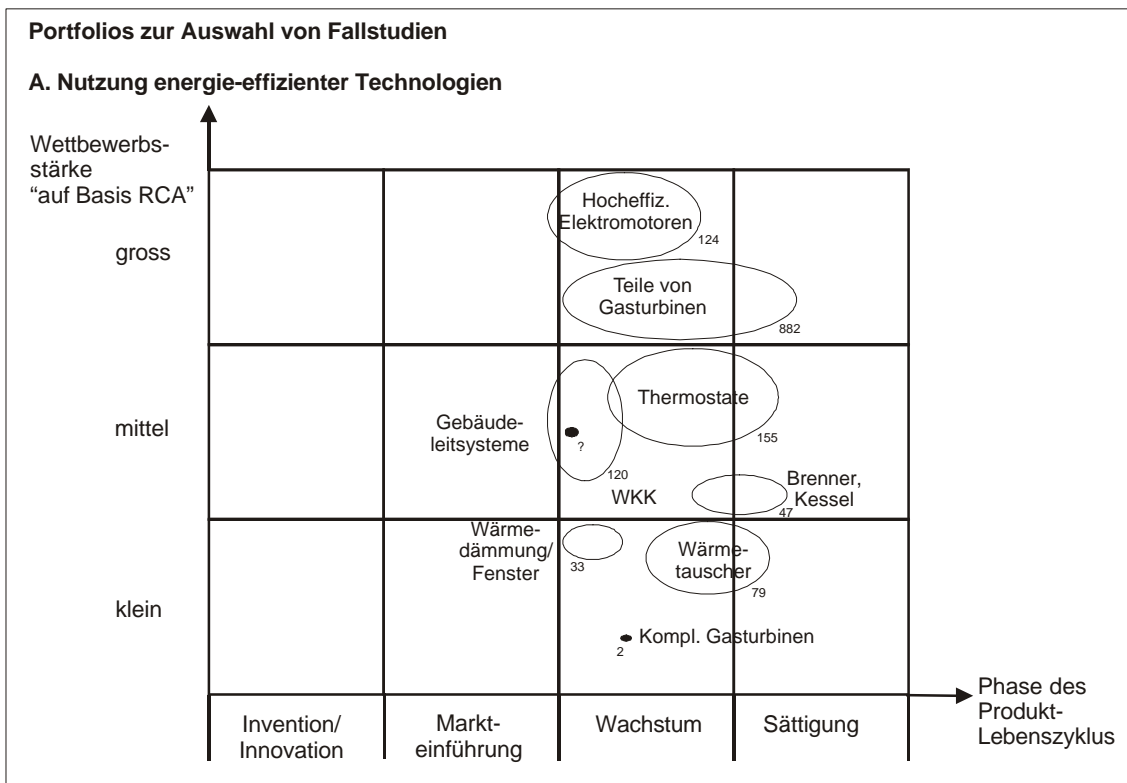 Portfolios zur Auswahl von Fallstudien
A. Nutzung energie-effizienter Technologien
Wettbewerbs-
stärke
“auf Basis RCA”
gross
Hocheffiz.
Elektromotoren
124
Teile von
Gasturbinen
882
mittel
Gebäude-
leitsysteme
?
120
Thermostate
155
WKK
Brenner,
Kessel
47
klein
Wärme-
dämmung/
Fenster
33
Wärme-
tauscher
79
2
Kompl. Gasturbinen
Invention/
Innovation
Markt-
einführung
Wachstum
Sättigung
Phase des
Produkt-
Lebenszyklus